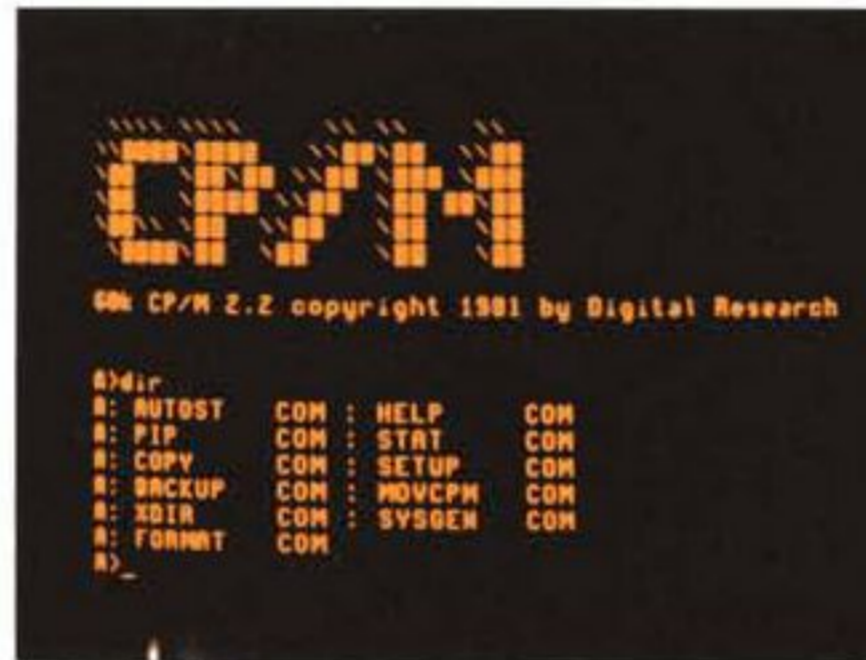 CP/M
60k CP/M 2.2 copyright 1981 by Digital Research
A>dir
A: AUTOST COM : HELP COM
A: PIP COM : STAT COM
A: COPY COM : SETUP COM
A: BACKUP COM : MOVCPM COM
A: XDIR COM : SYSGEN COM
A: FORMAT COM
A>_